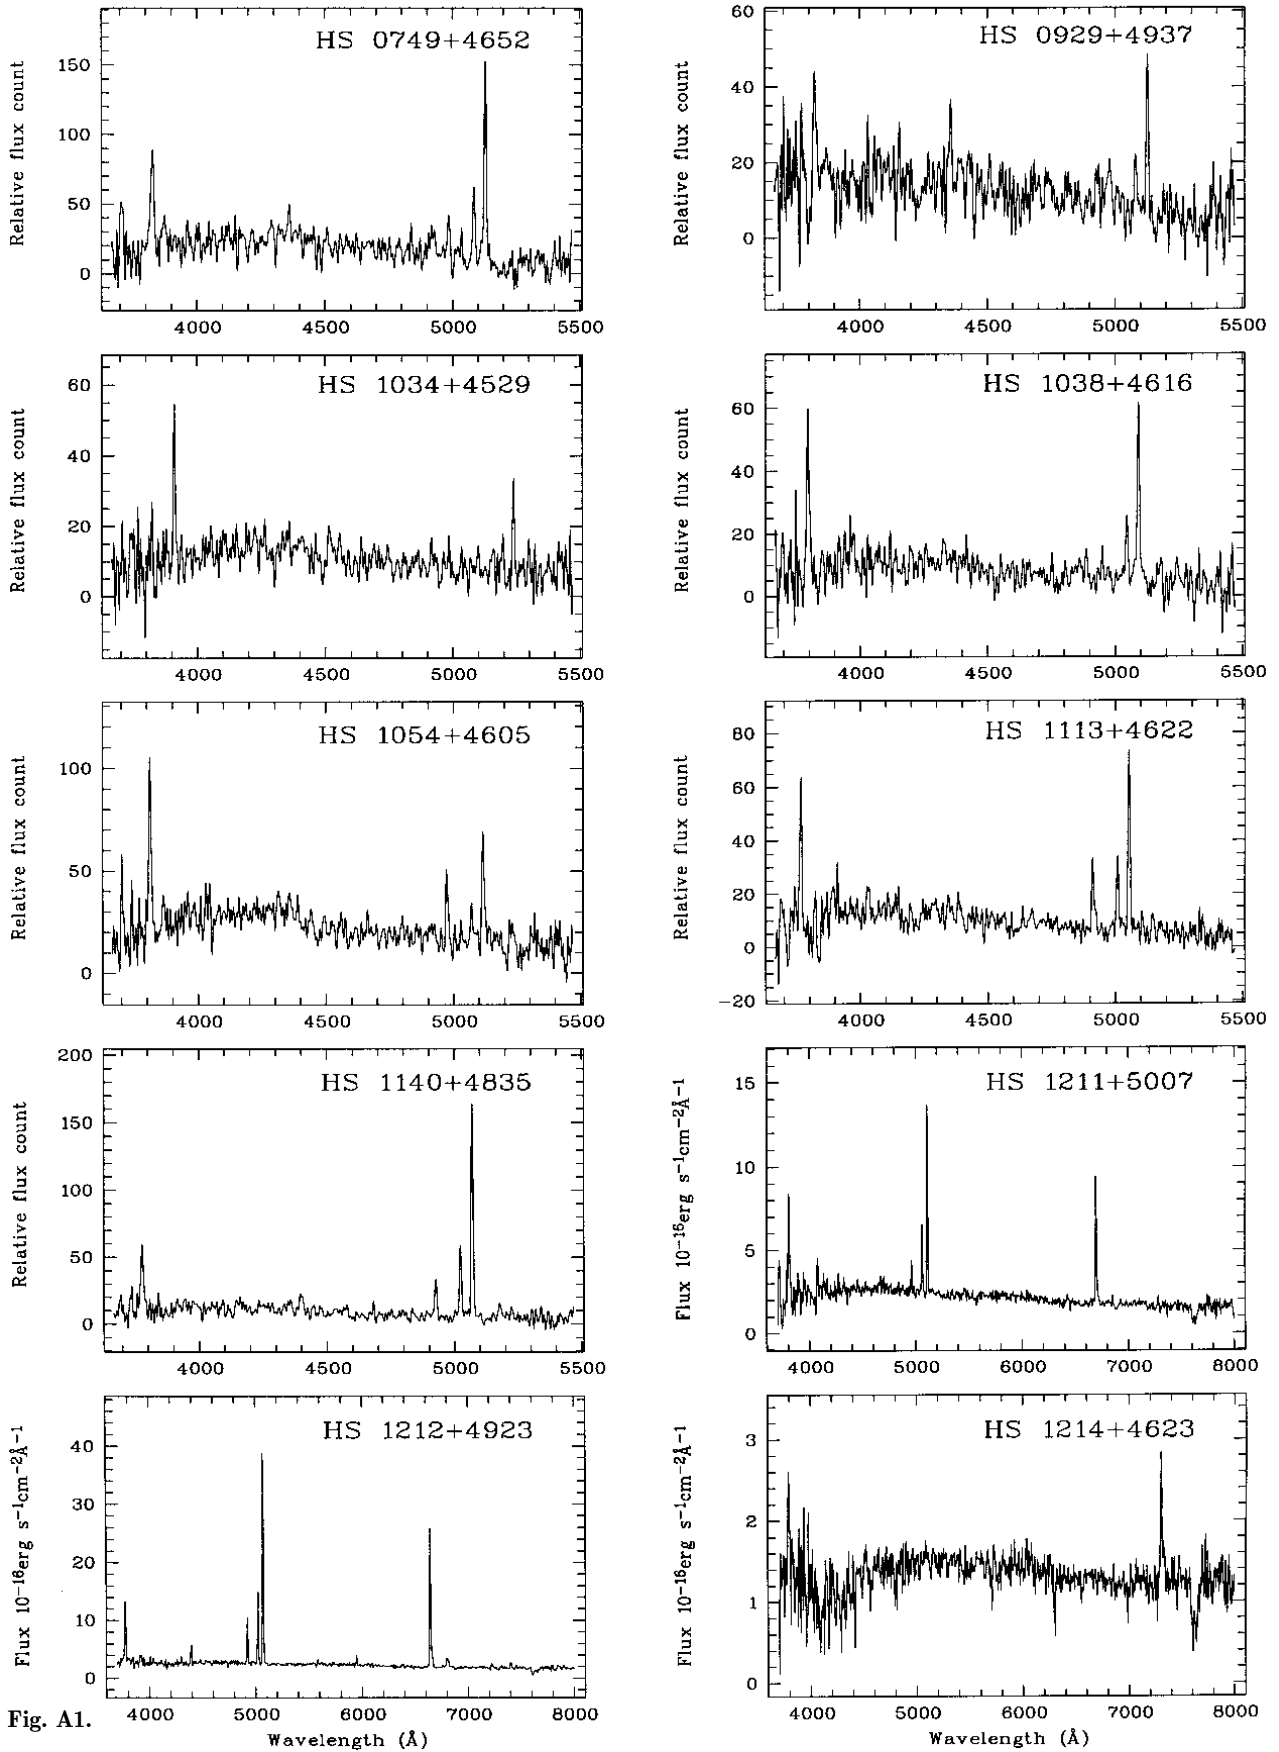 HS 0749+4652
Relative flux count
150
100
50
0
4000 4500 5000 5500
HS 0929+4937
Relative flux count
60
40
20
0
4000 4500 5000 5500
HS 1034+4529
Relative flux count
60
40
20
0
4000 4500 5000 5500
HS 1038+4616
Relative flux count
60
40
20
0
4000 4500 5000 5500
HS 1054+4605
Relative flux count
100
50
0
4000 4500 5000 5500
HS 1113+4622
Relative flux count
80
60
40
20
0
−20
4000 4500 5000 5500
HS 1140+4835
Relative flux count
200
150
100
50
0
4000 4500 5000 5500
HS 1211+5007
Flux 10⁻¹⁶erg s⁻¹cm⁻²Å⁻¹
15
10
5
0
4000 5000 6000 7000 8000
HS 1212+4923
Flux 10⁻¹⁶erg s⁻¹cm⁻²Å⁻¹
40
30
20
10
0
4000 5000 6000 7000 8000
Wavelength (Å)
HS 1214+4623
Flux 10⁻¹⁶erg s⁻¹cm⁻²Å⁻¹
3
2
1
0
4000 5000 6000 7000 8000
Wavelength (Å)
Fig. A1.